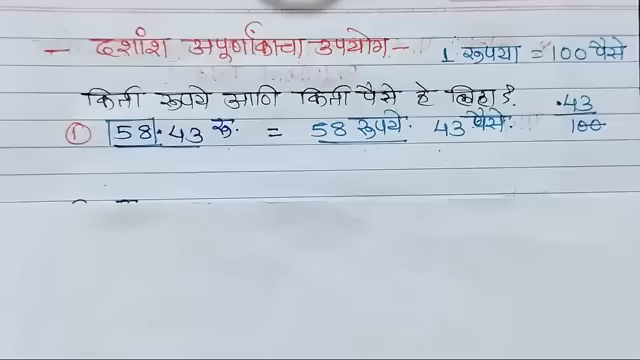 - दशांश अपूर्णांकाचा उपयोग -
1 रुपया = 100 पैसे
किती रुपये आणि किती पैसे हे लिहा?
① 58.43 रु. = 58 रुपये. 43 पैसे.
.43
100